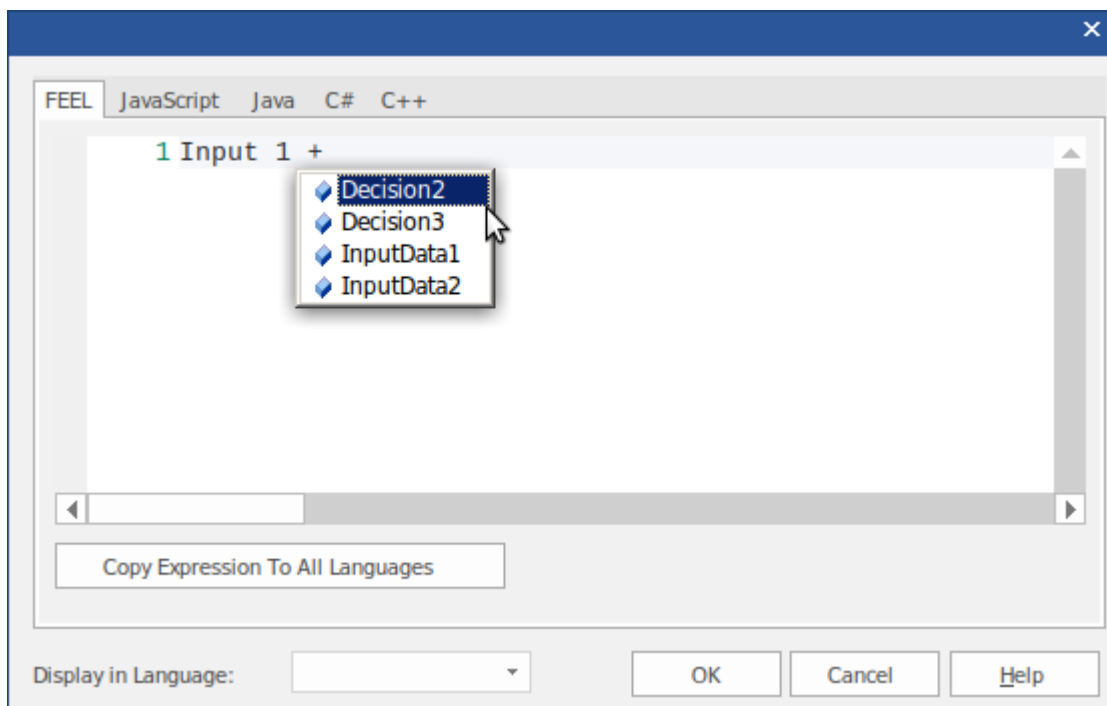 FEEL JavaScript Java C# C++
1 Input 1 +
Decision2
Decision3
InputData1
InputData2
Copy Expression To All Languages
Display in Language: OK Cancel Help